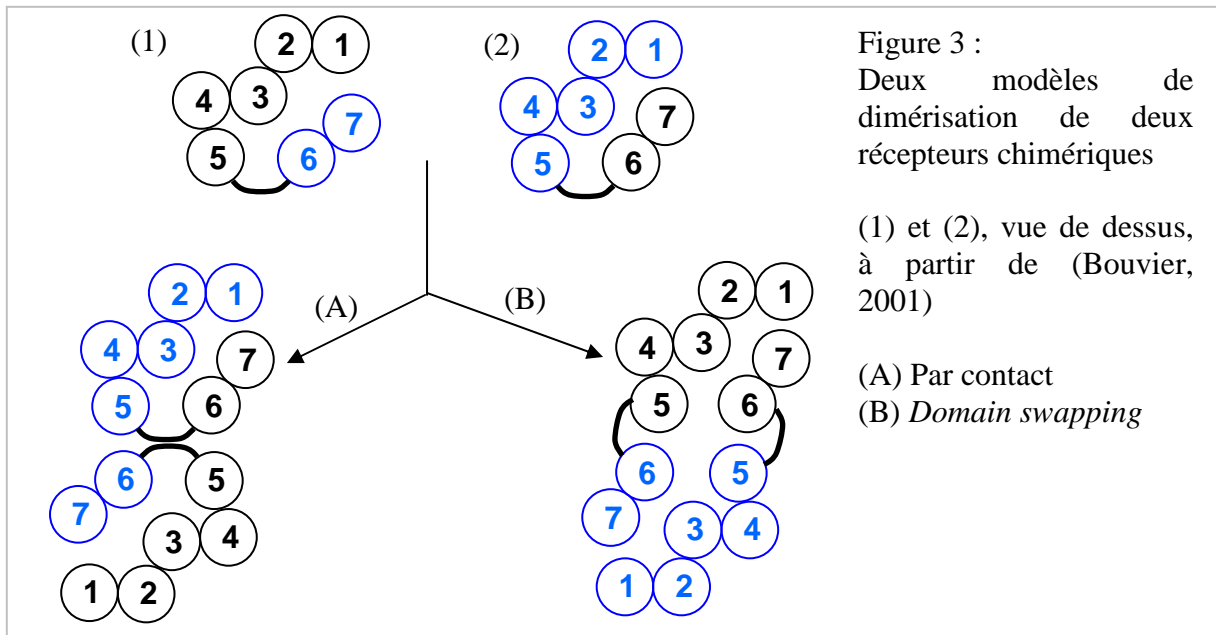 (1)
2 1
4 3
7
5 6
(2)
2 1
4 3 7
5 6
(A)
(B)
2 1
4 3 7
5 6
6 5
7
3 4
1 2
2 1
4 3 7
5 6
6 5
7 3 4
1 2
Figure 3 :
Deux modèles de
dimérisation de deux
récepteurs chimériques
(1) et (2), vue de dessus,
à partir de (Bouvier,
2001)
(A) Par contact
(B) Domain swapping